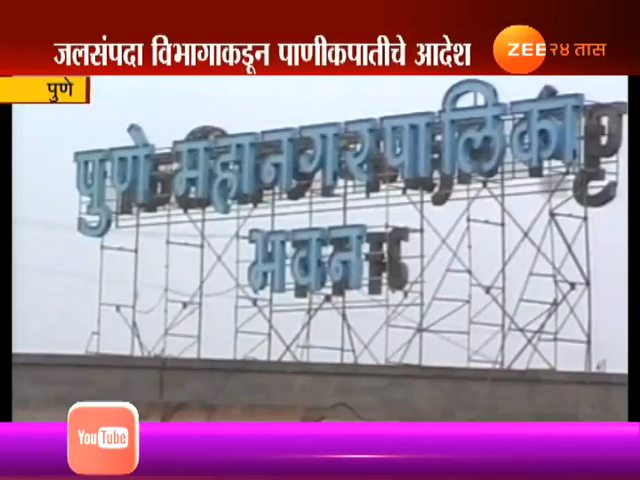 जलसंपदा विभागाकडून पाणीकपातीचे आदेश
ZEE २४ तास
पुणे
पुणे महानगरपालिका
भवन
YouTube